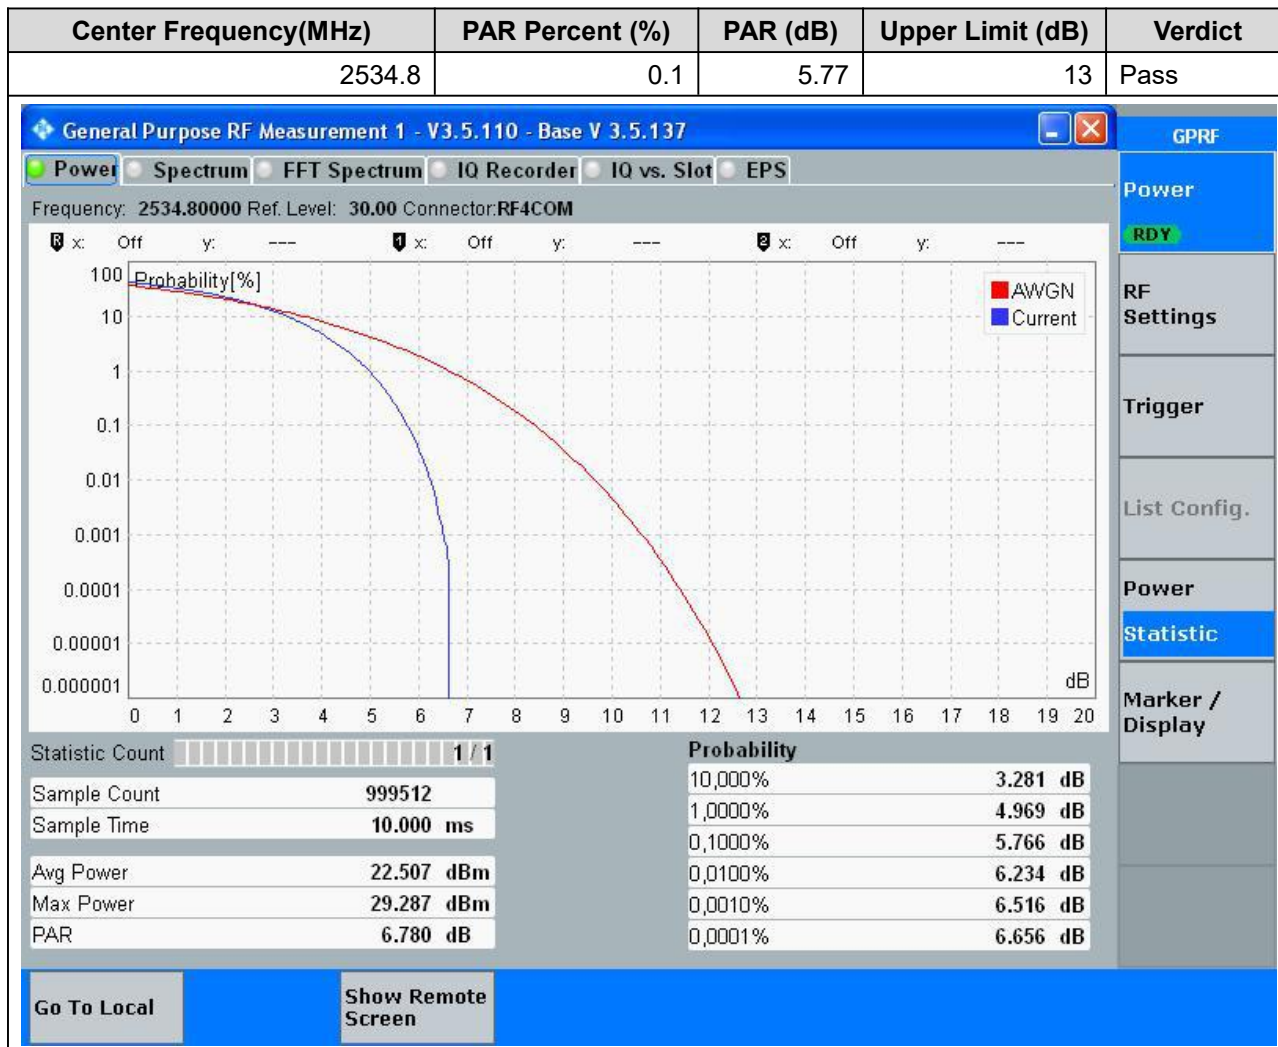 Center Frequency(MHz) PAR Percent (%) PAR (dB) Upper Limit (dB) Verdict
2534.8 0.1 5.77 13 Pass
General Purpose RF Measurement 1 - V3.5.110 - Base V 3.5.137
GPRF
Power Spectrum FFT Spectrum IQ Recorder IQ vs. Slot EPS
Frequency: 2534.80000 Ref. Level: 30.00 Connector:RF4COM
R x: Off y: --- 1 x: Off y: --- 2 x: Off y: ---
Probability[%]
100
10
1
0.1
0.01
0.001
0.0001
0.00001
0.000001
AWGN
Current
dB
0 1 2 3 4 5 6 7 8 9 10 11 12 13 14 15 16 17 18 19 20
Statistic Count 1 / 1
Sample Count 999512
Sample Time 10.000 ms
Avg Power 22.507 dBm
Max Power 29.287 dBm
PAR 6.780 dB
Probability
10,000% 3.281 dB
1,0000% 4.969 dB
0,1000% 5.766 dB
0,0100% 6.234 dB
0,0010% 6.516 dB
0,0001% 6.656 dB
Power
RDY
RF
Settings
Trigger
List Config.
Power
Statistic
Marker /
Display
Go To Local
Show Remote
Screen